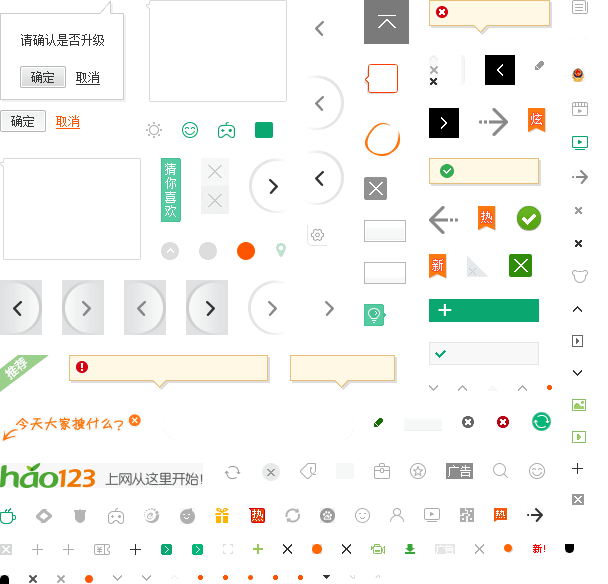 请确认是否升级
确定 取消
确定 取消
炫
猜你喜欢
热
新
推荐
今天大家搜什么?
hao123 上网从这里开始!
广告
热
热
广告
新!